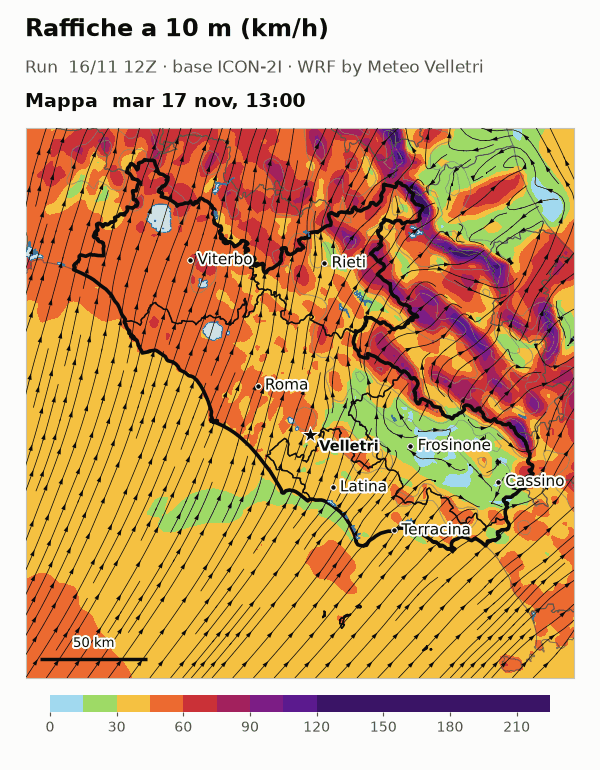 Raffiche a 10 m (km/h)
Run 16/11 12Z · base ICON-2I · WRF by Meteo Velletri
Mappa mar 17 nov, 13:00
Viterbo
Rieti
Roma
Velletri
Frosinone
Latina
Cassino
Terracina
50 km
0 30 60 90 120 150 180 210